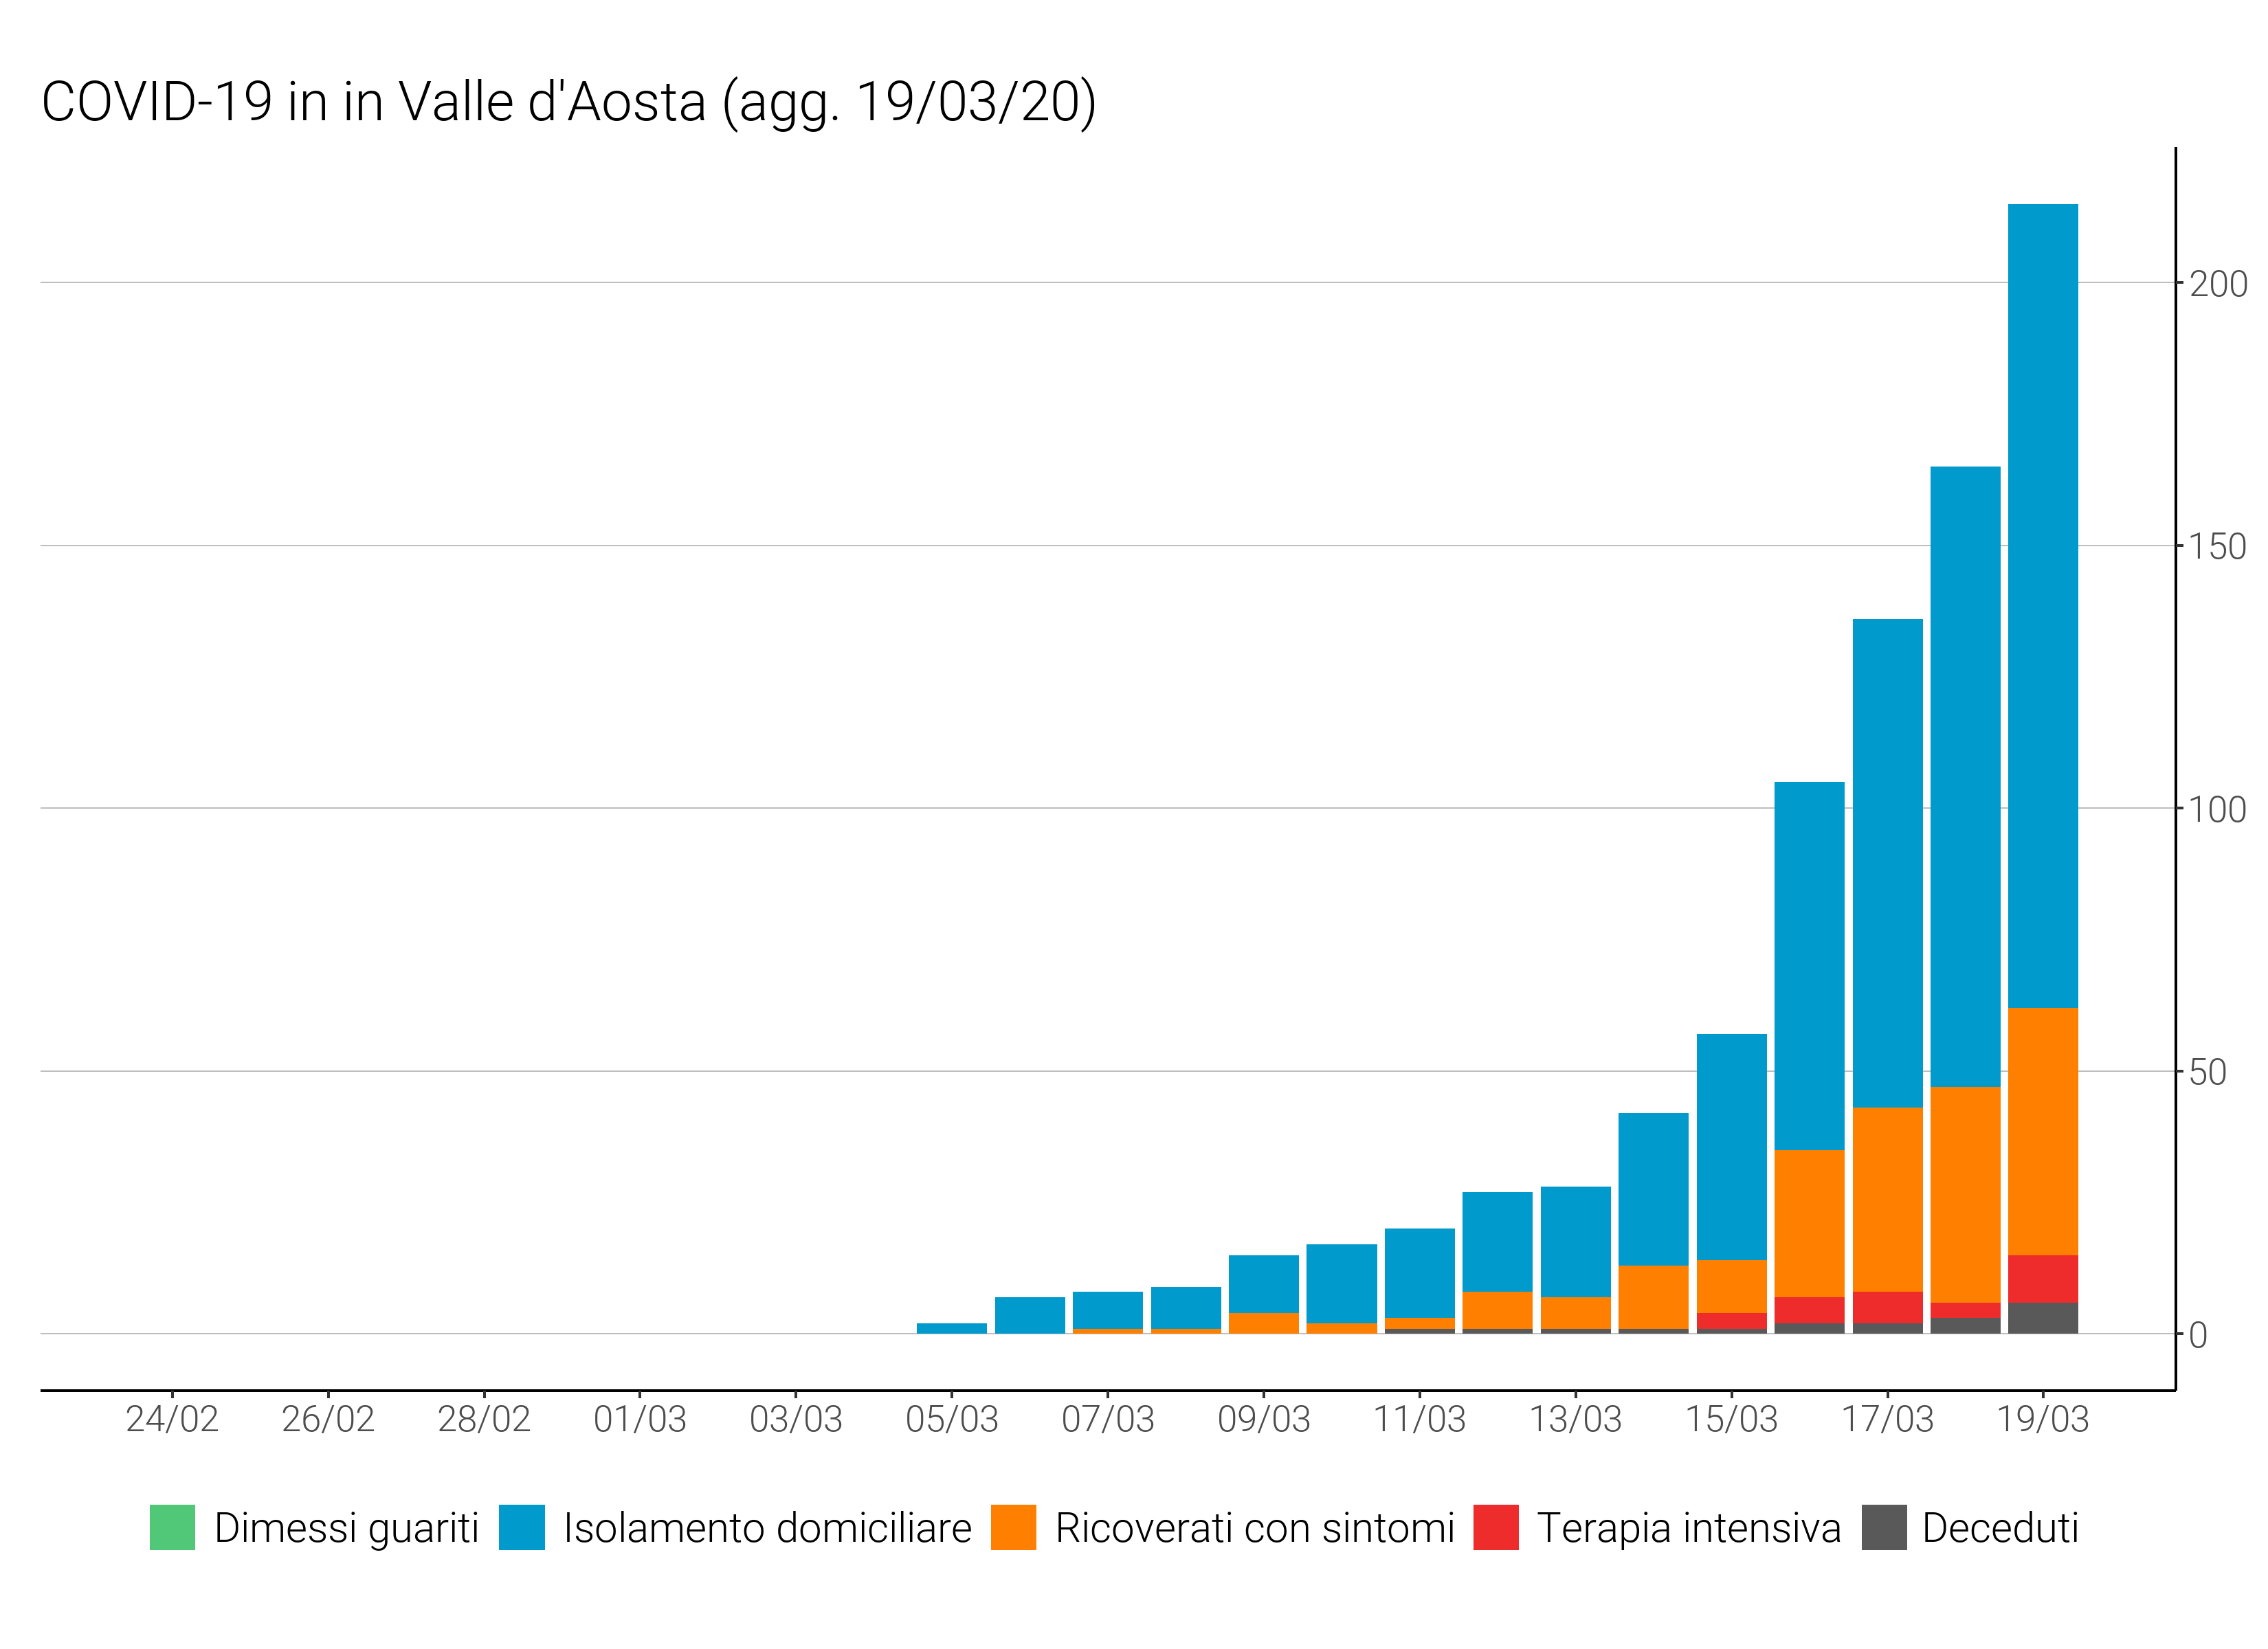 COVID-19 in in Valle d'Aosta (agg. 19/03/20)
200
150
100
50
0
24/02 26/02 28/02 01/03 03/03 05/03 07/03 09/03 11/03 13/03 15/03 17/03 19/03
Dimessi guariti Isolamento domiciliare Ricoverati con sintomi Terapia intensiva Deceduti